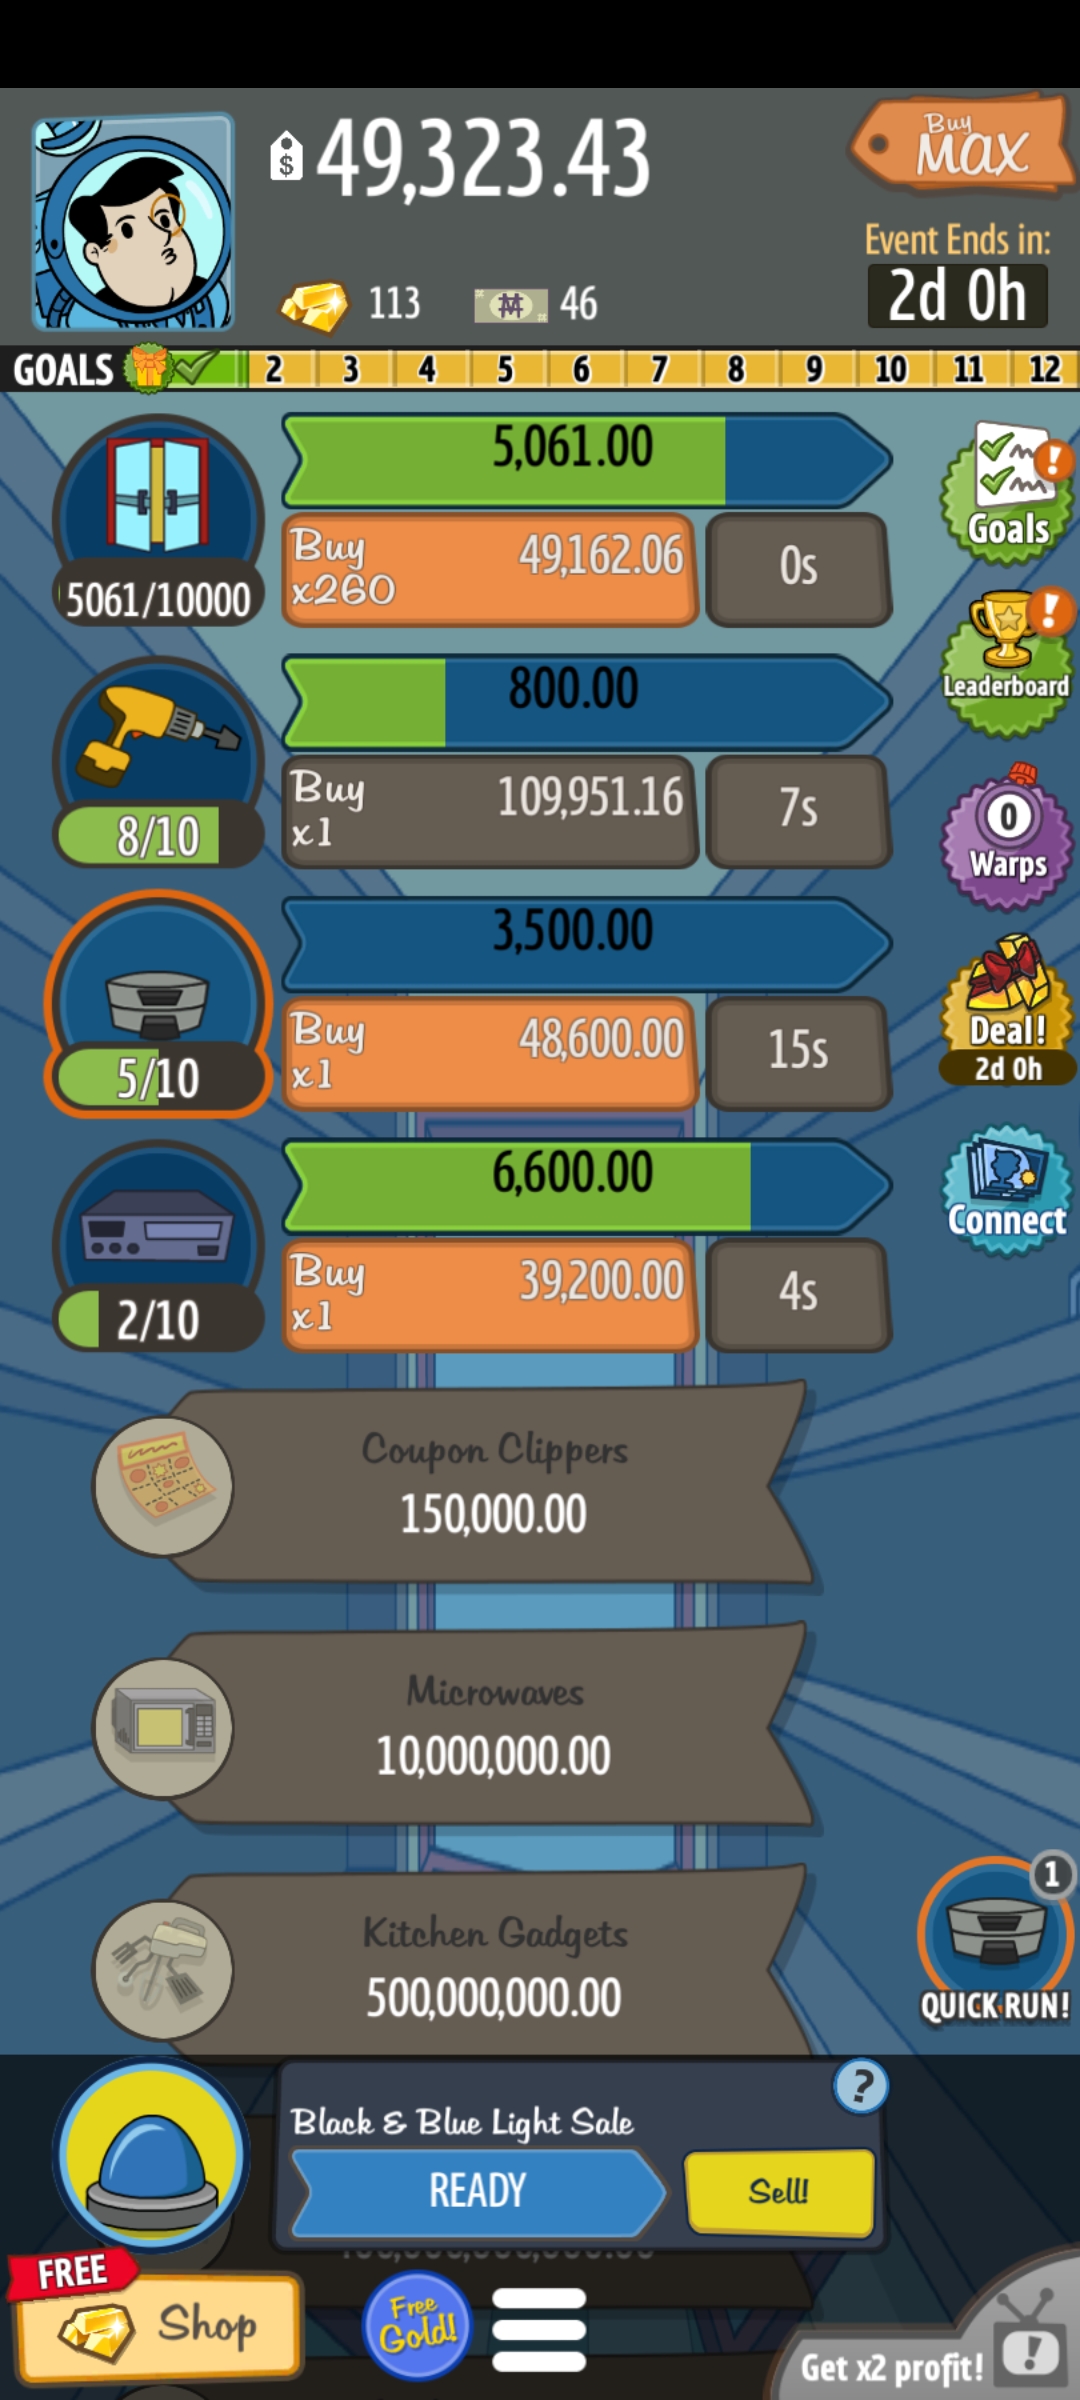 $ 49,323.43
Buy
MAX
113
46
Event Ends in:
2d 0h
GOALS 2 3 4 5 6 7 8 9 10 11 12
5,061.00
Buy
x260
49,162.06
0s
5061/10000
Goals
800.00
Buy
x1
109,951.16
7s
8/10
Leaderboard
0
Warps
3,500.00
Buy
x1
48,600.00
15s
5/10
Deal!
2d 0h
6,600.00
Buy
x1
39,200.00
4s
2/10
Connect
Coupon Clippers
150,000.00
Microwaves
10,000,000.00
Kitchen Gadgets
500,000,000.00
1
QUICK RUN!
Black & Blue Light Sale
?
READY
Sell!
FREE
Shop
Free
Gold!
Get x2 profit!